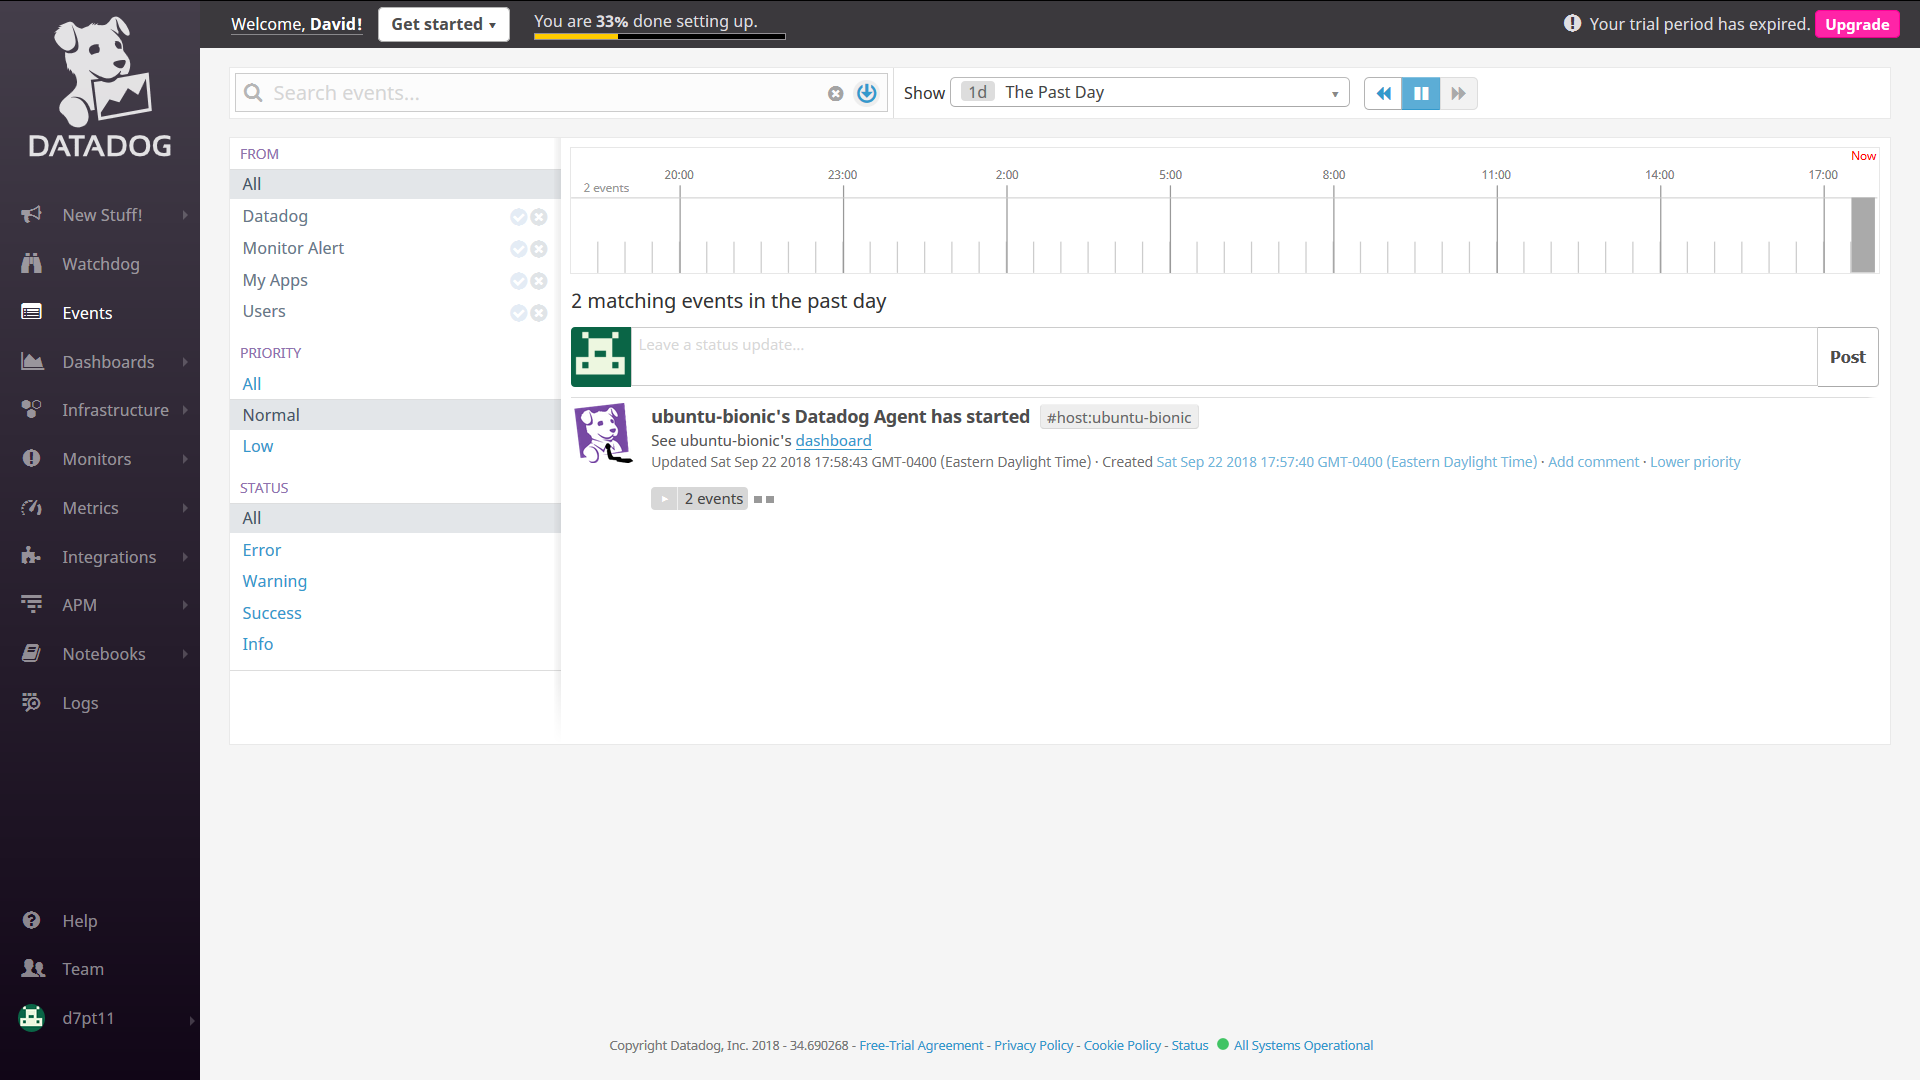 Welcome, David!
Get started ▾
You are 33% done setting up.
Your trial period has expired. Upgrade
DATADOG
New Stuff!
Watchdog
Events
Dashboards
Infrastructure
Monitors
Metrics
Integrations
APM
Notebooks
Logs
Help
Team
d7pt11
Search events...
Show 1d The Past Day
FROM
All
Datadog
Monitor Alert
My Apps
Users
PRIORITY
All
Normal
Low
STATUS
All
Error
Warning
Success
Info
Now
2 events 20:00 23:00 2:00 5:00 8:00 11:00 14:00 17:00
2 matching events in the past day
Leave a status update...
Post
ubuntu-bionic's Datadog Agent has started #host:ubuntu-bionic
See ubuntu-bionic's dashboard
Updated Sat Sep 22 2018 17:58:43 GMT-0400 (Eastern Daylight Time) · Created Sat Sep 22 2018 17:57:40 GMT-0400 (Eastern Daylight Time) · Add comment · Lower priority
2 events
Copyright Datadog, Inc. 2018 - 34.690268 - Free-Trial Agreement - Privacy Policy - Cookie Policy - Status All Systems Operational